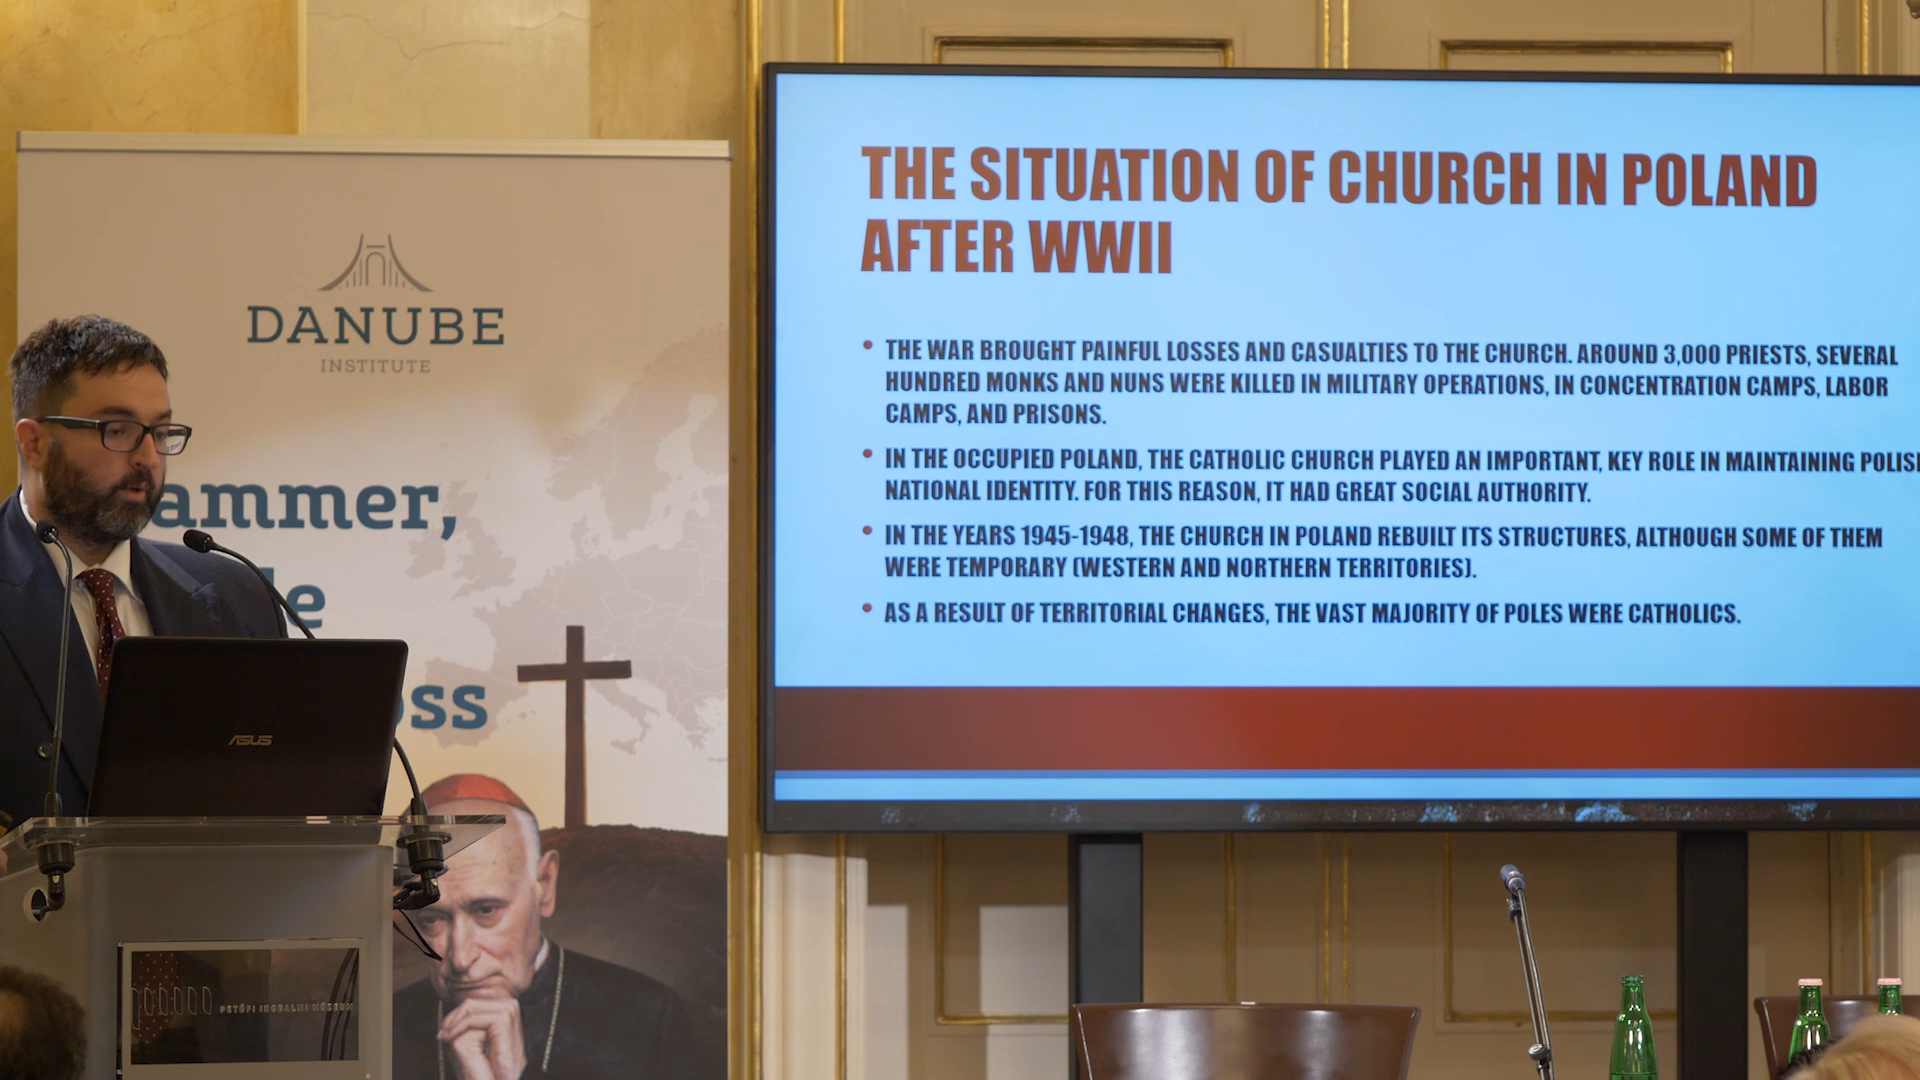 DANUBE
INSTITUTE
ammer,
oss
ASUS
PETŐFI IRODALMI MÚZEUM
THE SITUATION OF CHURCH IN POLAND
AFTER WWII
• THE WAR BROUGHT PAINFUL LOSSES AND CASUALTIES TO THE CHURCH. AROUND 3,000 PRIESTS, SEVERAL
HUNDRED MONKS AND NUNS WERE KILLED IN MILITARY OPERATIONS, IN CONCENTRATION CAMPS, LABOR
CAMPS, AND PRISONS.
• IN THE OCCUPIED POLAND, THE CATHOLIC CHURCH PLAYED AN IMPORTANT, KEY ROLE IN MAINTAINING POLIS
NATIONAL IDENTITY. FOR THIS REASON, IT HAD GREAT SOCIAL AUTHORITY.
• IN THE YEARS 1945-1948, THE CHURCH IN POLAND REBUILT ITS STRUCTURES, ALTHOUGH SOME OF THEM
WERE TEMPORARY (WESTERN AND NORTHERN TERRITORIES).
• AS A RESULT OF TERRITORIAL CHANGES, THE VAST MAJORITY OF POLES WERE CATHOLICS.